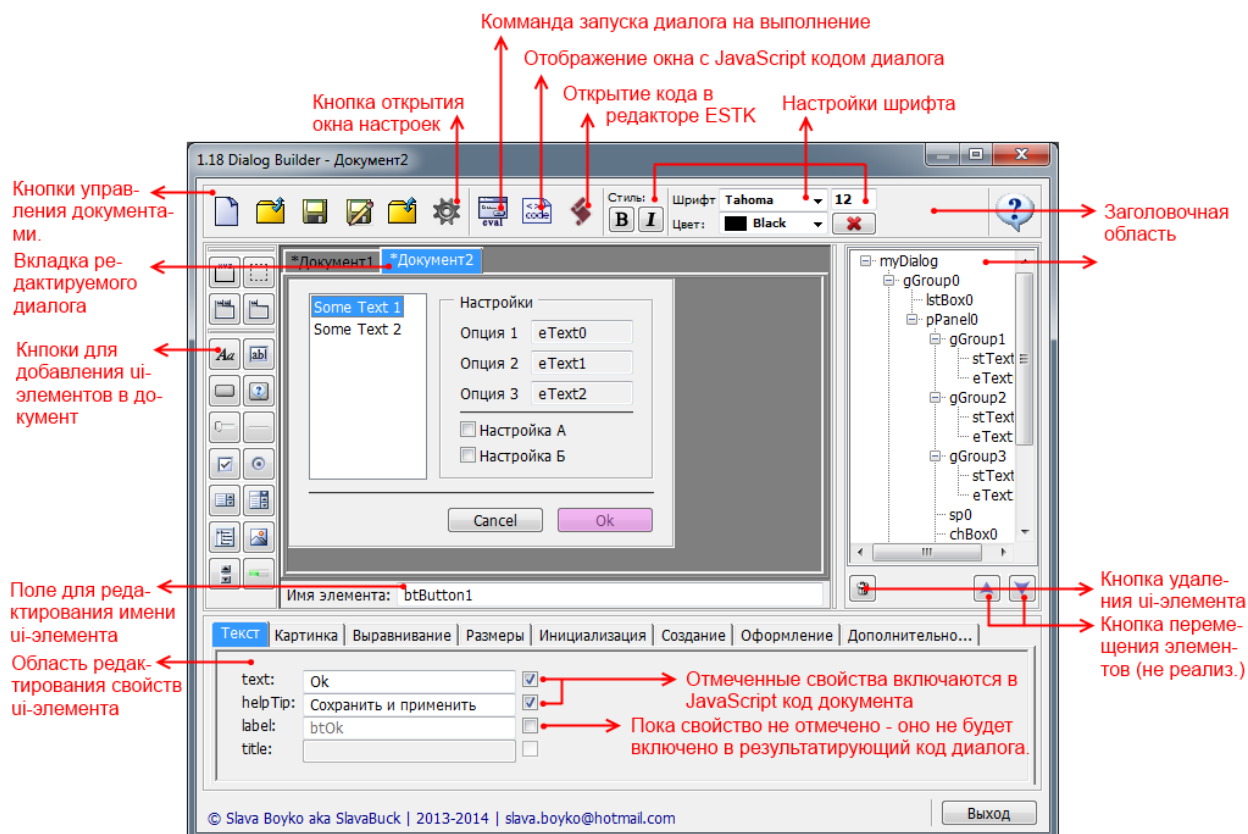 Комманда запуска диалога на выполнение
Отображение окна с JavaScript кодом диалога
Кнопка открытия
окна настроек
Открытие кода в
редакторе ESTK
Настройки шрифта
1.18 Dialog Builder - Документ2
Кнопки управ-
ления документа-
ми.
eval
<>
code
Стиль:
B I
Шрифт Tahoma 12
Цвет: Black
Заголовочная
область
Вкладка ре-
дактируемого
диалога
*Документ1
*Документ2
Some Text 1
Some Text 2
Настройки
Опция 1 eText0
Опция 2 eText1
Опция 3 eText2
Настройка А
Настройка Б
Cancel
Ok
myDialog
gGroup0
lstBox0
pPanel0
gGroup1
stText
eText
gGroup2
stText
eText
gGroup3
stText
eText
sp0
chBox0
Кнпоки для
добавления ui-
элементов в до-
кумент
Aa
ab
Поле для реда-
ктирования имени
ui-элемента
Имя элемента: btButton1
Кнопка удале-
ния ui-элемента
Кнопка переме-
щения элемен-
тов (не реализ.)
Текст
Картинка
Выравнивание
Размеры
Инициализация
Создание
Оформление
Дополнительно...
Область редак-
тирования свойств
ui-элемента
text: Ok
helpTip: Сохранить и применить
label: btOk
title:
Отмеченные свойства включаются в
JavaScript код документа
Пока свойство не отмечено - оно не будет
включено в результатирующий код диалога.
© Slava Boyko aka SlavaBuck | 2013-2014 | slava.boyko@hotmail.com
Выход